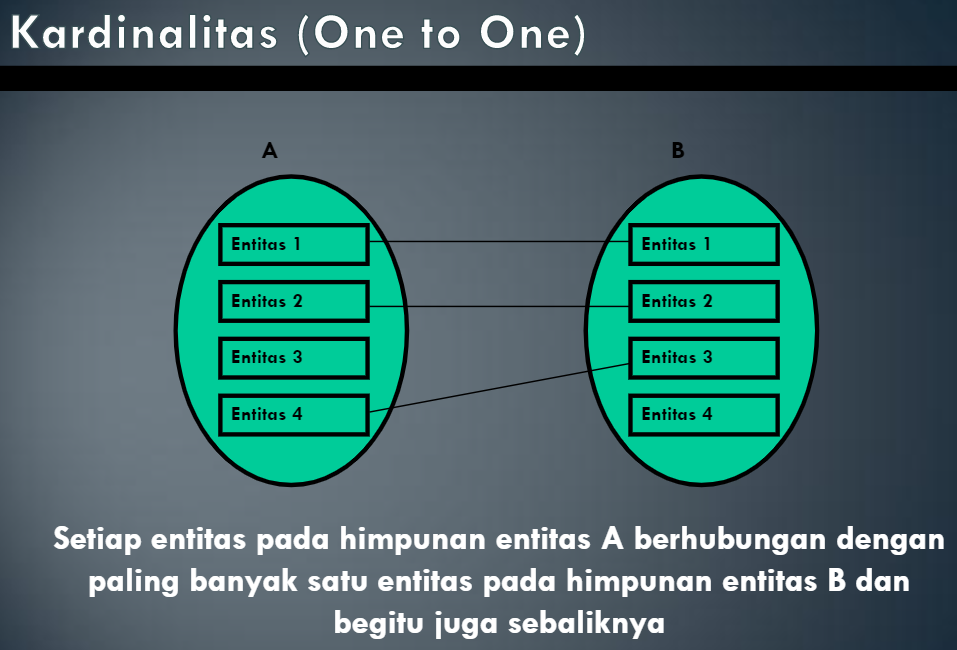 Kardinalitas (One to One)
A
B
Entitas 1
Entitas 2
Entitas 3
Entitas 4
Entitas 1
Entitas 2
Entitas 3
Entitas 4
Setiap entitas pada himpunan entitas A berhubungan dengan
paling banyak satu entitas pada himpunan entitas B dan
begitu juga sebaliknya